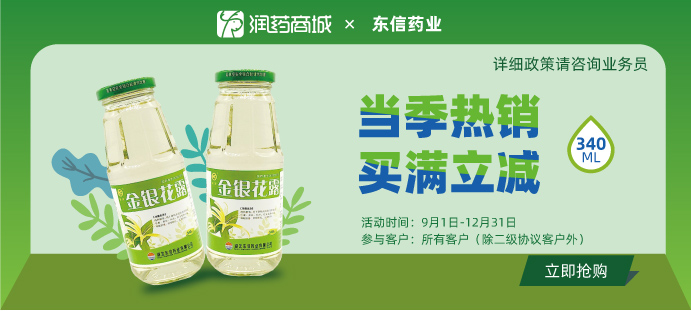 润药商城 × 东信药业
详细政策请咨询业务员
当季热销
买满立减
340
ML
活动时间：9月1日-12月31日
参与客户：所有客户（除二级协议客户外）
立即抢购
金银花露
金银花露